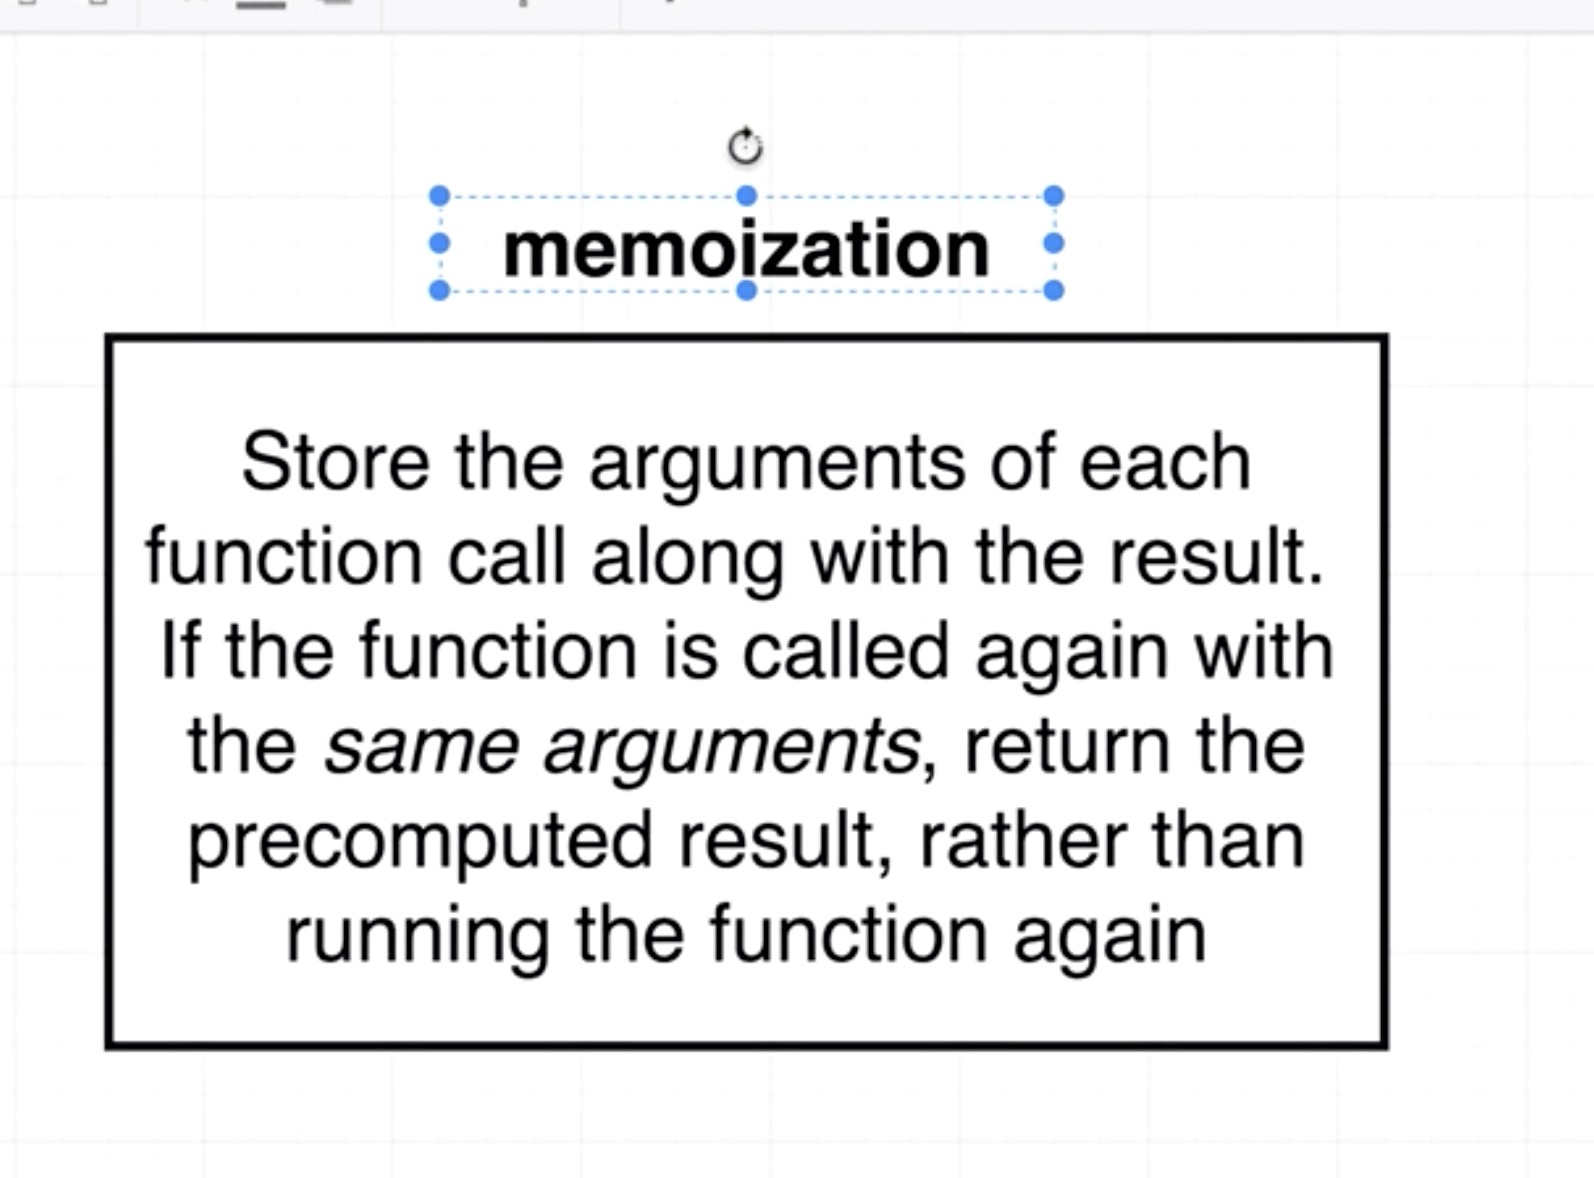 memoization
Store the arguments of each
function call along with the result.
If the function is called again with
the same arguments, return the
precomputed result, rather than
running the function again